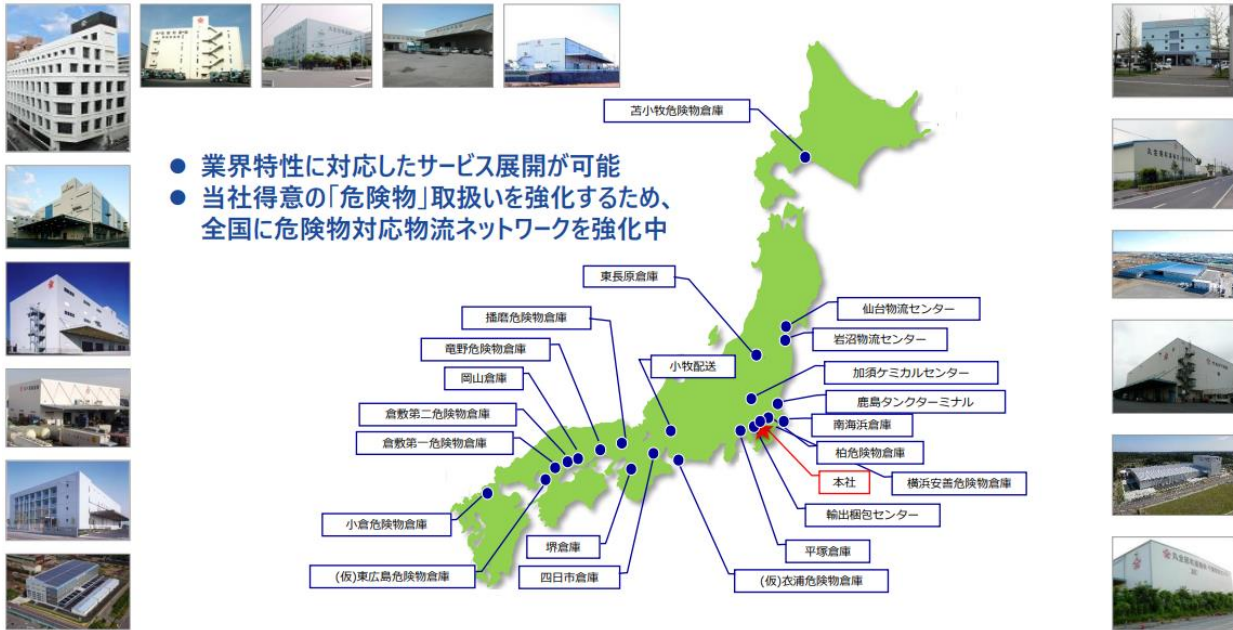 苫小牧危険物倉庫
● 業界特性に対応したサービス展開が可能
● 当社得意の「危険物」取扱いを強化するため、
全国に危険物対応物流ネットワークを強化中
東長原倉庫
仙台物流センター
播磨危険物倉庫
岩沼物流センター
竜野危険物倉庫
小牧配送
岡山倉庫
加須ケミカルセンター
鹿島タンクターミナル
倉敷第二危険物倉庫
南海浜倉庫
倉敷第一危険物倉庫
柏危険物倉庫
本社
横浜安善危険物倉庫
輸出梱包センター
小倉危険物倉庫
堺倉庫
平塚倉庫
(仮)東広島危険物倉庫
四日市倉庫
(仮)衣浦危険物倉庫